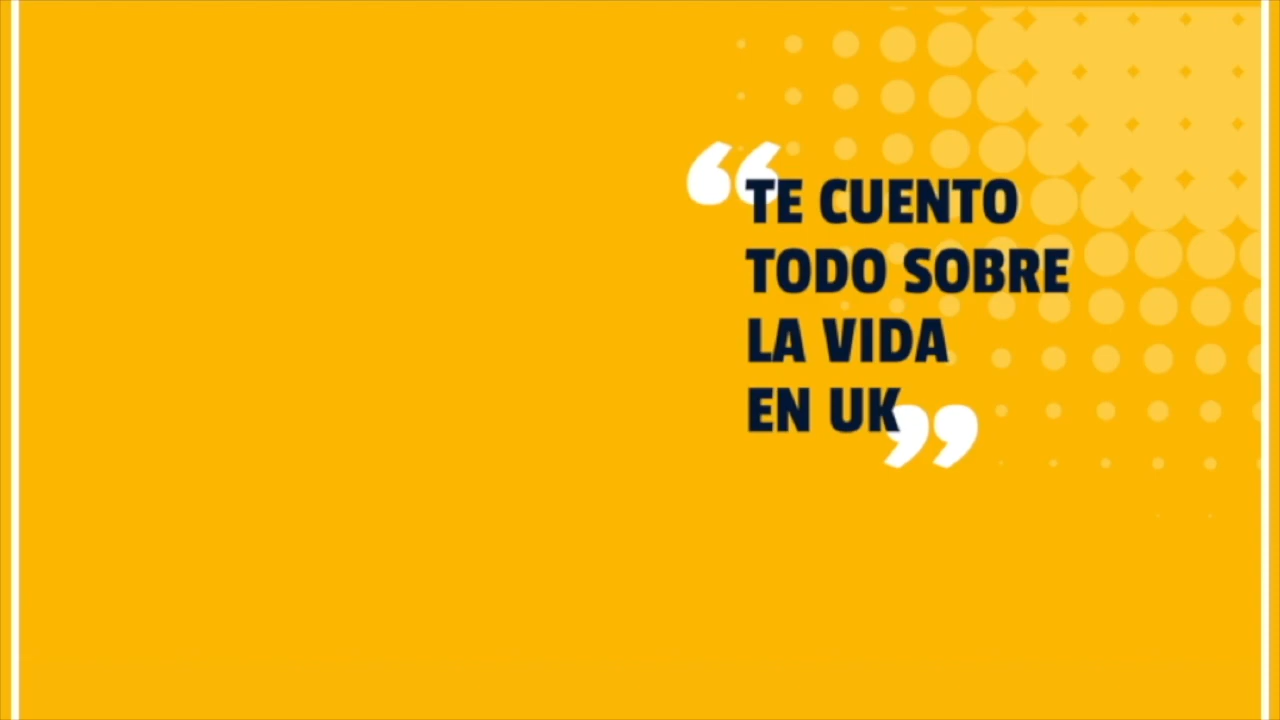 “TE CUENTO
TODO SOBRE
LA VIDA
EN UK”